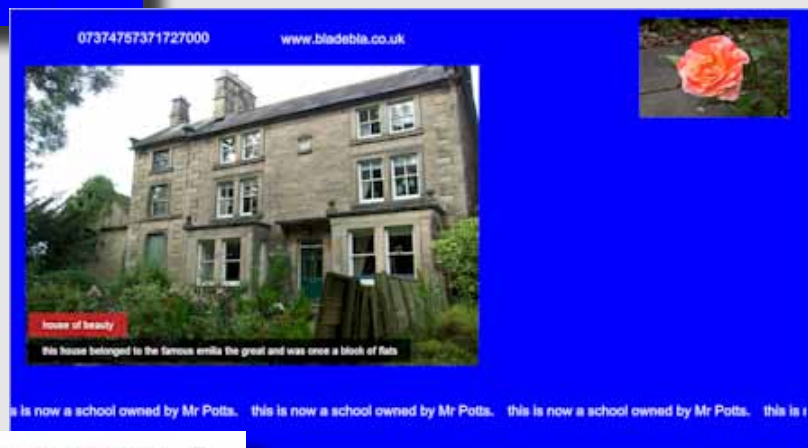 07374757371727000 www.bladebla.co.uk
house of beauty
this house belonged to the famous emilia the great and was once a block of flats
s is now a school owned by Mr Potts. this is now a school owned by Mr Potts. this is now a school owned by Mr Potts. this is